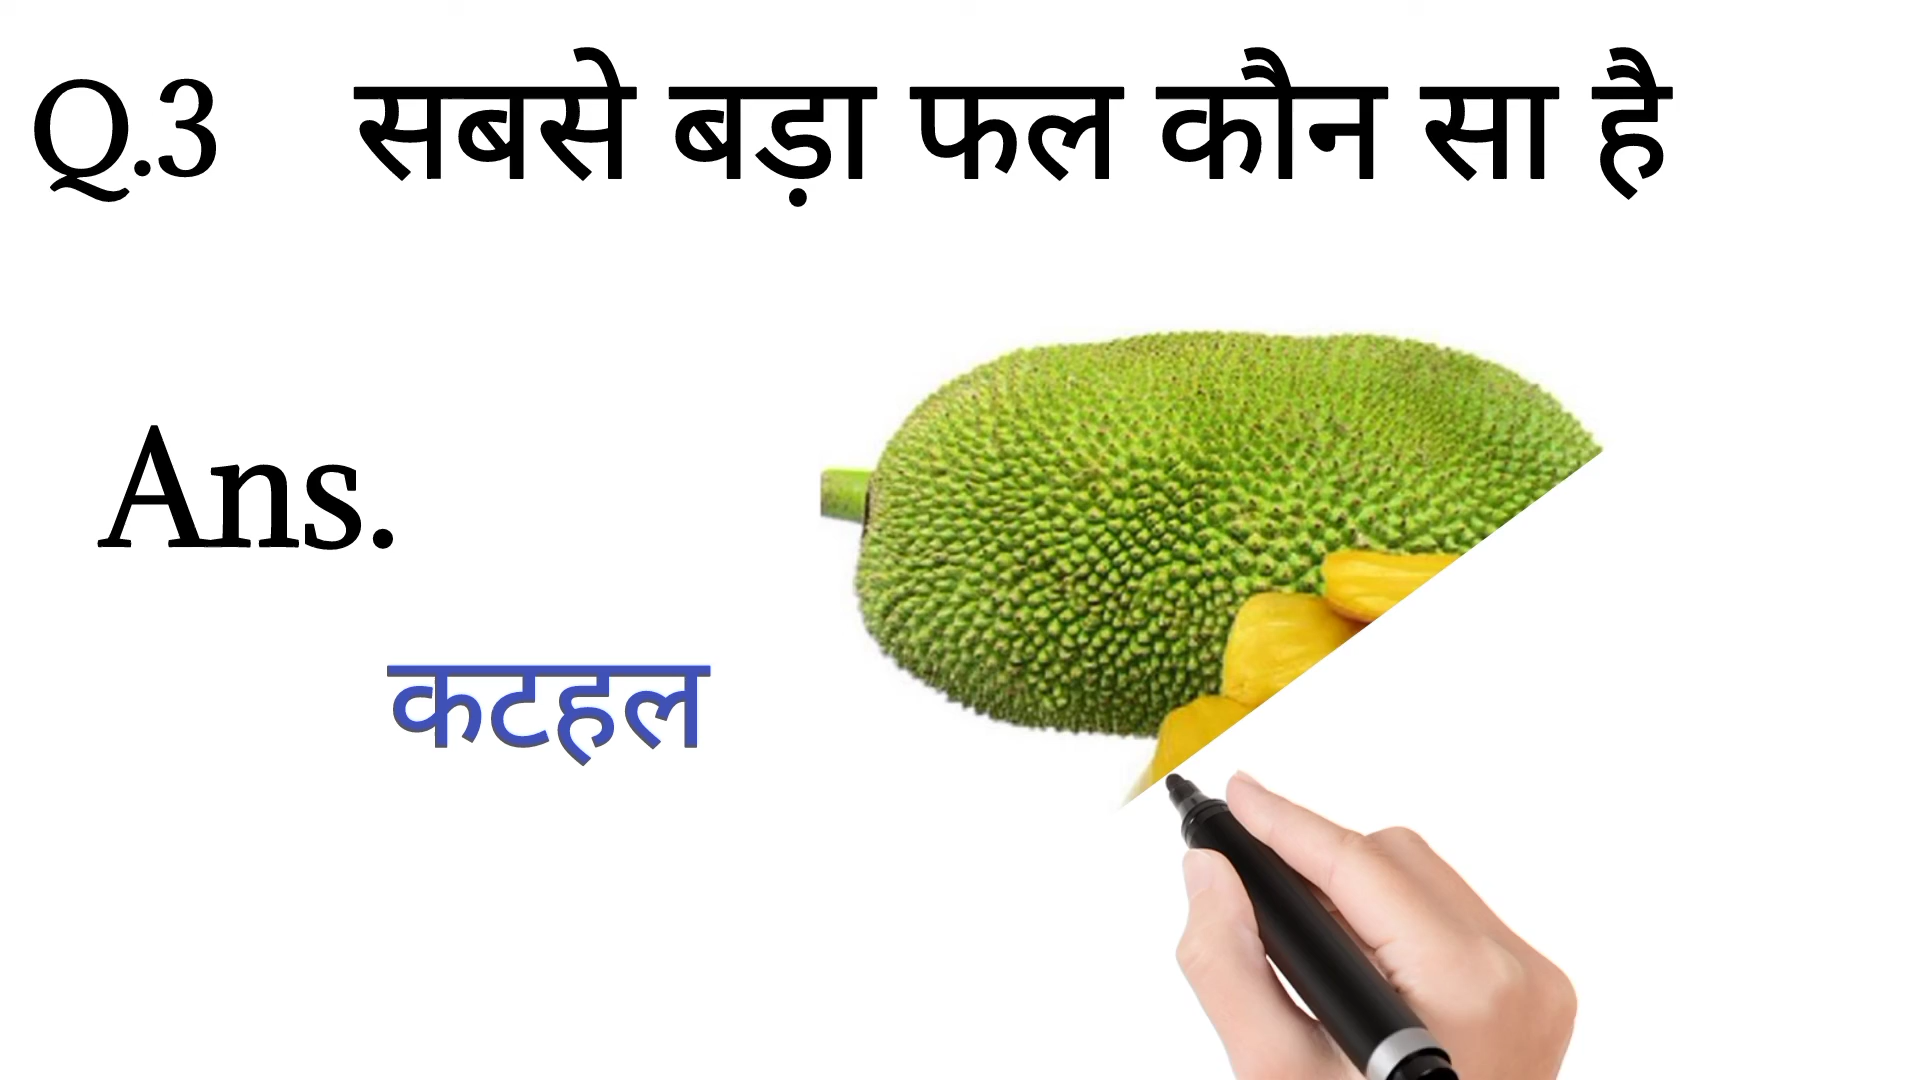 Q.3 सबसे बड़ा फल कौन सा है
Ans.
कटहल